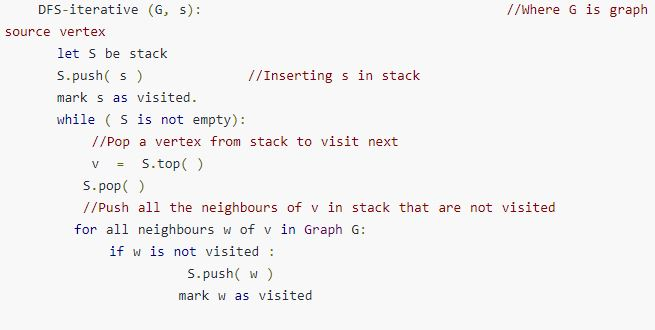 DFS-iterative (G, s): //Where G is graph
source vertex
let S be stack
S.push( s ) //Inserting s in stack
mark s as visited.
while ( S is not empty):
//Pop a vertex from stack to visit next
v = S.top( )
S.pop( )
//Push all the neighbours of v in stack that are not visited
for all neighbours w of v in Graph G:
if w is not visited :
S.push( w )
mark w as visited